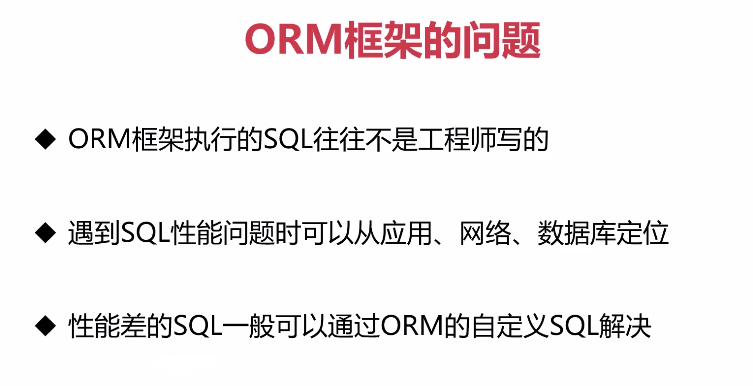 ORM框架的问题
◆ ORM框架执行的SQL往往不是工程师写的
◆ 遇到SQL性能问题时可以从应用、网络、数据库定位
◆ 性能差的SQL一般可以通过ORM的自定义SQL解决